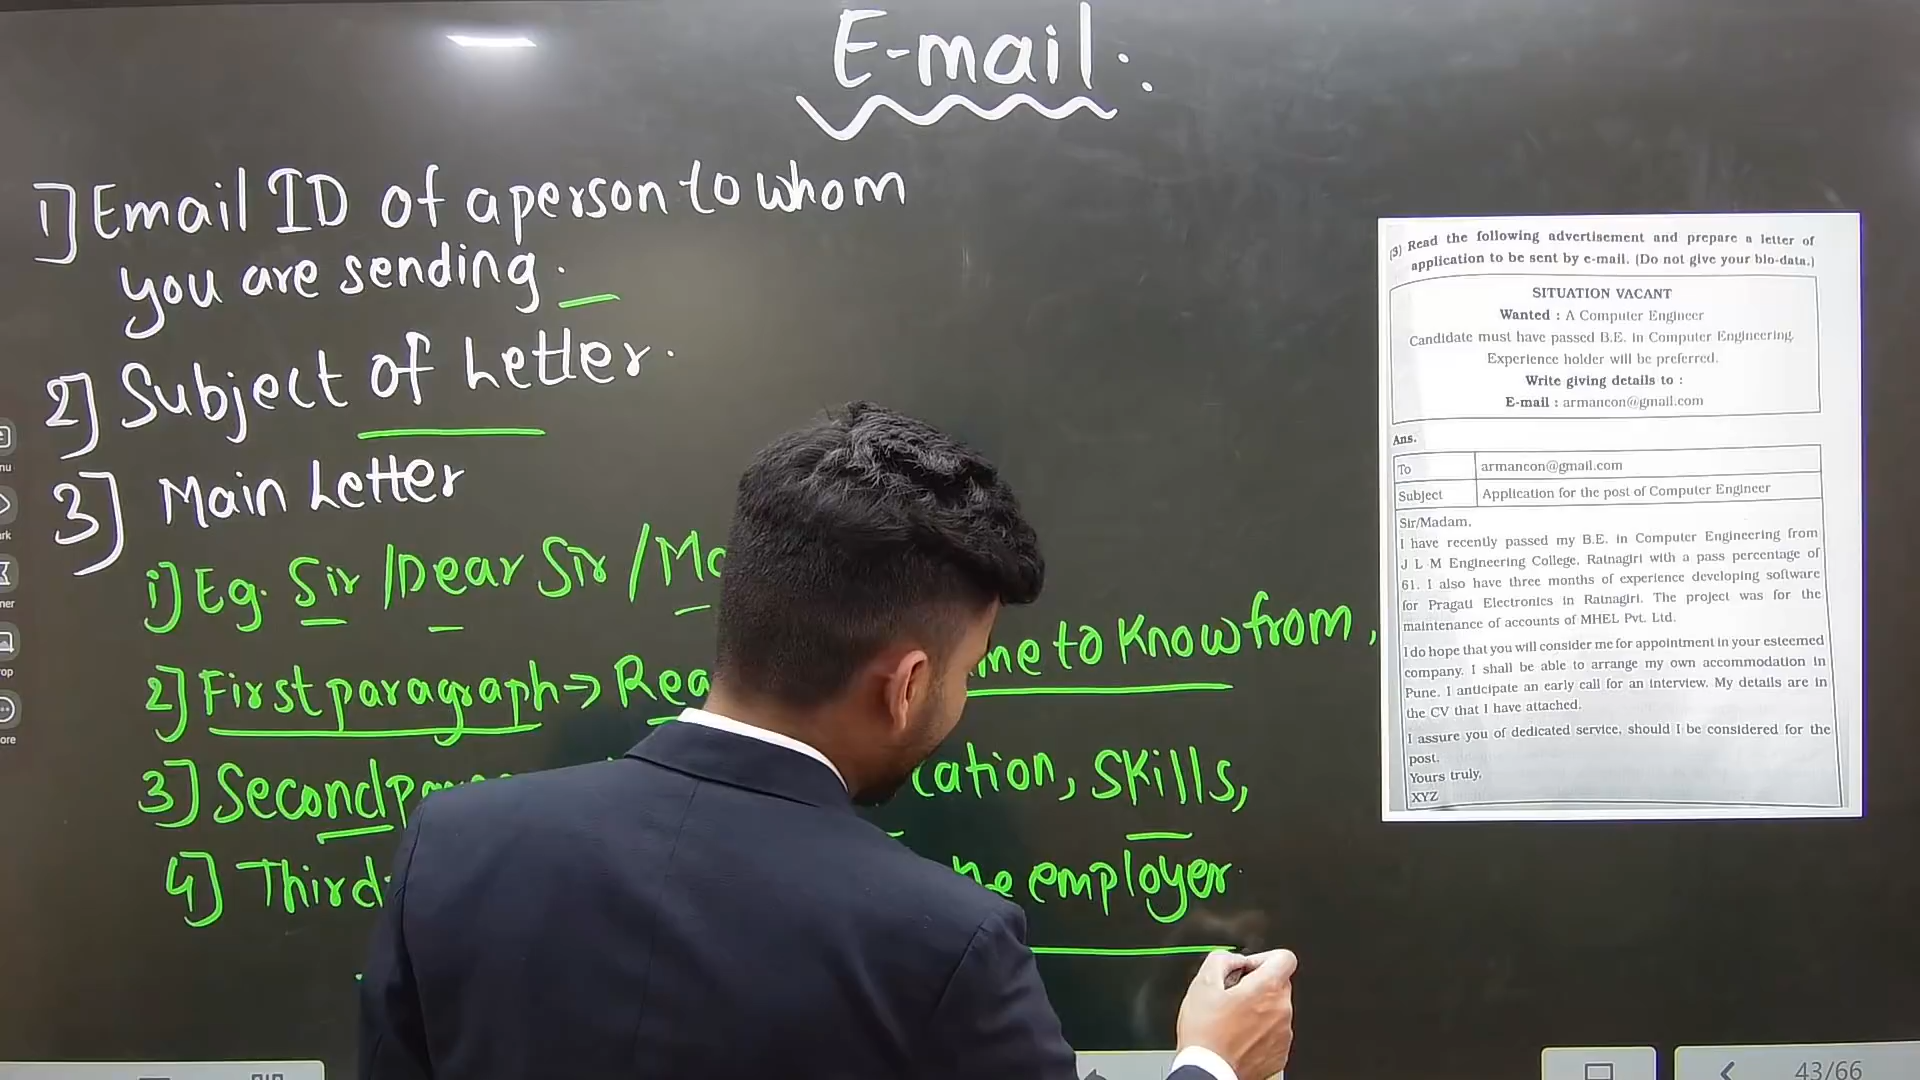 E-mail.
1] Email ID of a person to whom
you are sending.
2] Subject of Letter.
3] Main Letter
i) Eg. Sir / Dear Sir /
2] First paragraph → me to Know from,
3] Second Skills,
4] Third employer.
(3) Read the following advertisement and prepare a letter of
application to be sent by e-mail. (Do not give your bio-data.)
SITUATION VACANT
Wanted : A Computer Engineer
Candidate must have passed B.E. in Computer Engineering.
Experience holder will be preferred.
Write giving details to :
E-mail : armancon@gmail.com
Ans.
To armancon@gmail.com
Subject Application for the post of Computer Engineer
Sir/Madam,
I have recently passed my B.E. in Computer Engineering from
J L M Engineering College, Ratnagiri with a pass percentage of
61. I also have three months of experience developing software
for Pragati Electronics in Ratnagiri. The project was for the
maintenance of accounts of MHEL Pvt. Ltd.
I do hope that you will consider me for appointment in your esteemed
company. I shall be able to arrange my own accommodation in
Pune. I anticipate an early call for an interview. My details are in
the CV that I have attached.
I assure you of dedicated service, should I be considered for the
post.
Yours truly,
XYZ
43/66